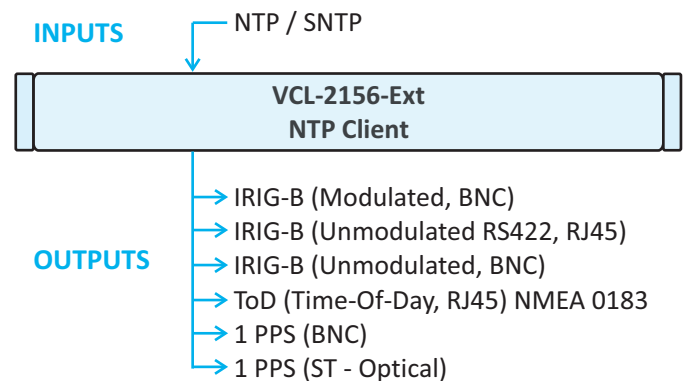 INPUTS
NTP / SNTP
VCL-2156-Ext
NTP Client
OUTPUTS
IRIG-B (Modulated, BNC)
IRIG-B (Unmodulated RS422, RJ45)
IRIG-B (Unmodulated, BNC)
ToD (Time-Of-Day, RJ45) NMEA 0183
1 PPS (BNC)
1 PPS (ST - Optical)